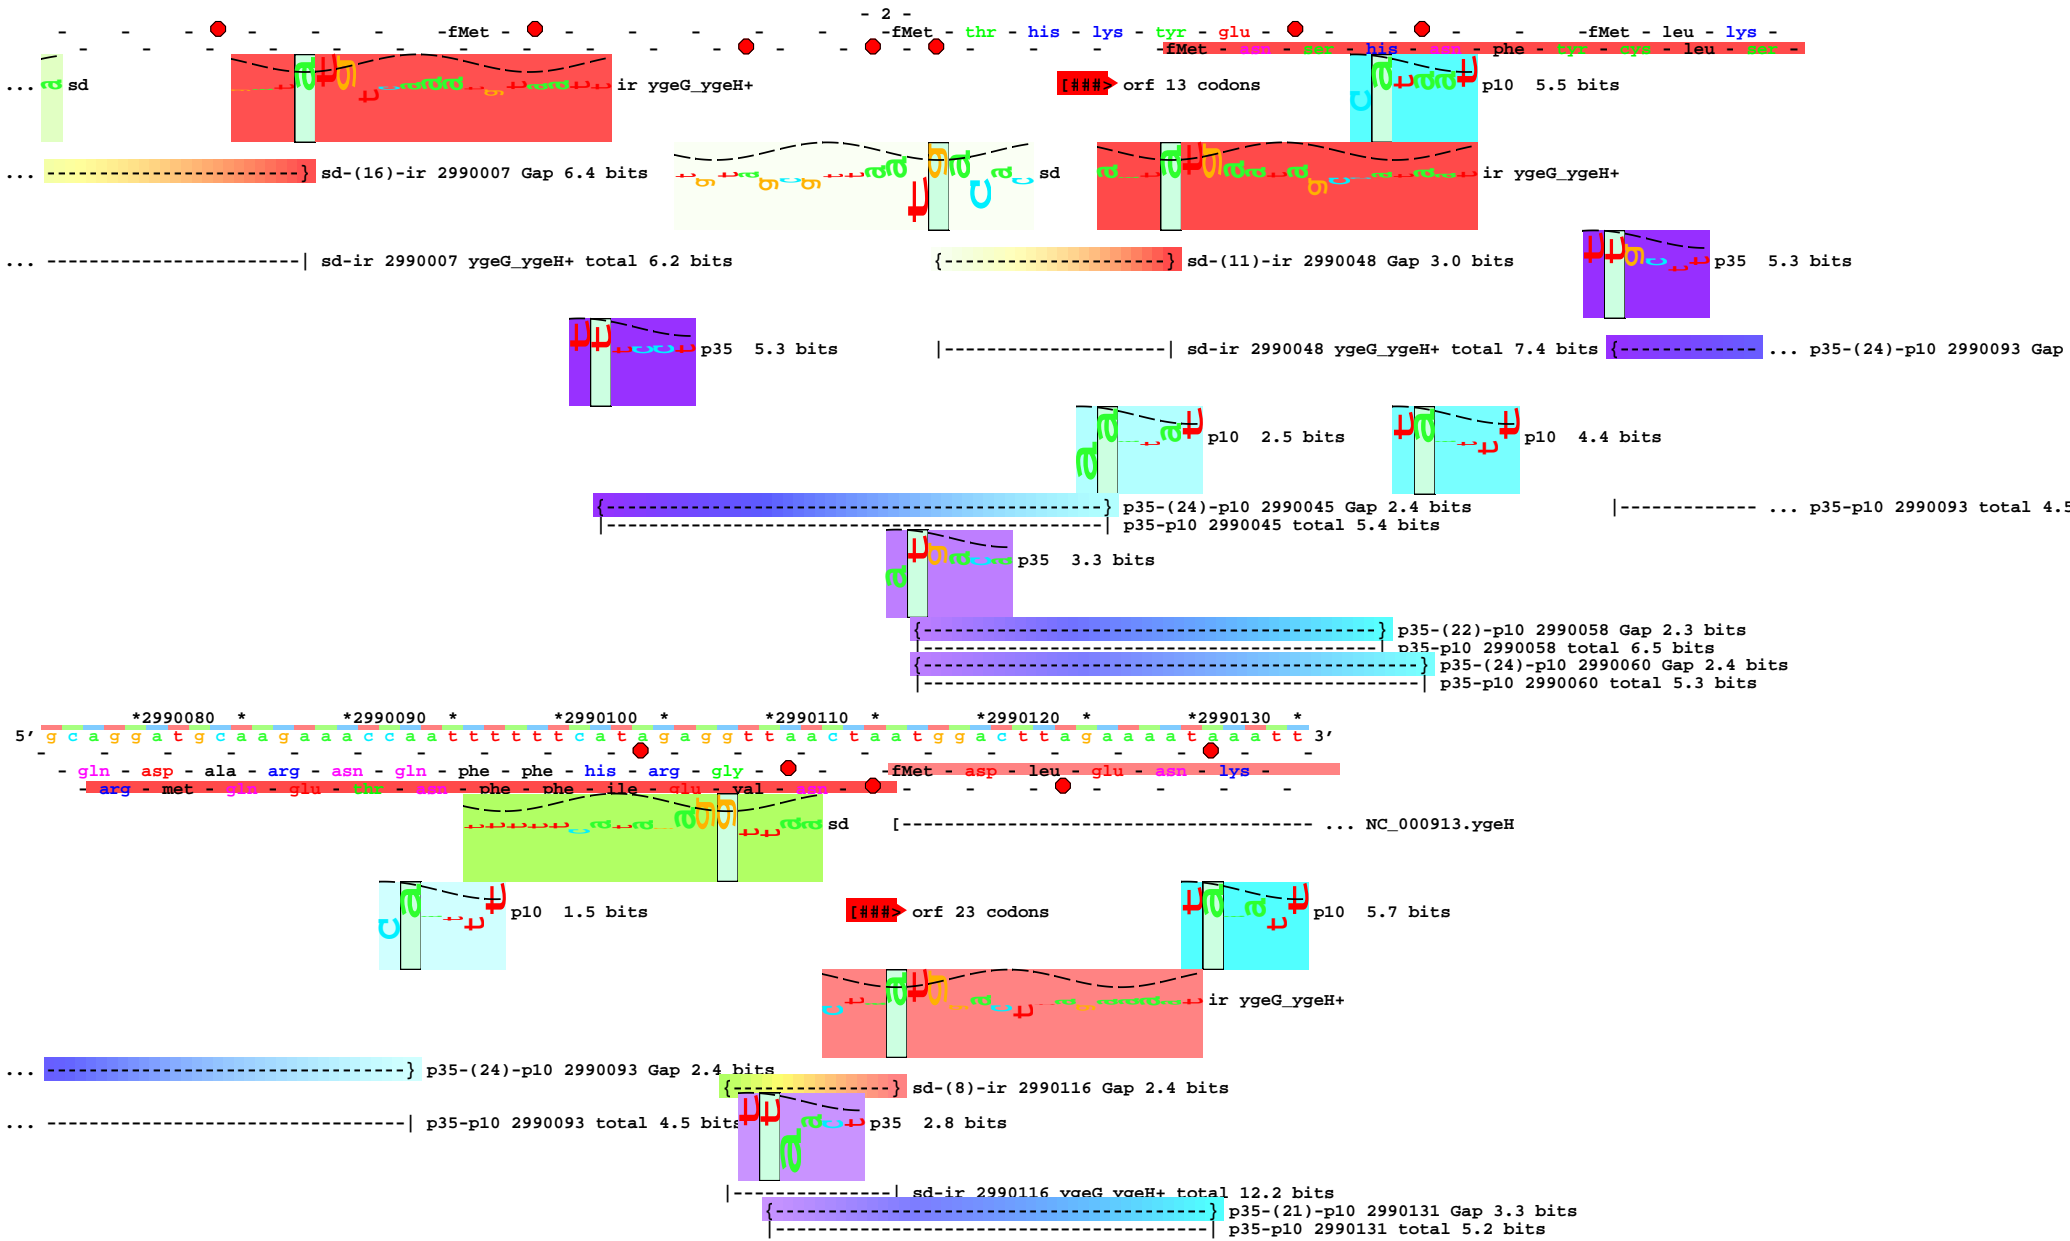 - 2 -
- - - - - - -fMet - - - - - -fMet - thr - his - lys - tyr - glu - - - - -fMet - leu - lys -
- - - - - - - - - - - - - - -fMet - asn - ser - his - asn - phe - tyr - cys - leu - ser -
... a sd
ir ygeG_ygeH+
[###> orf 13 codons
p10 5.5 bits
... --------------------} sd-(16)-ir 2990007 Gap 6.4 bits
sd
ir ygeG_ygeH+
... --------------------| sd-ir 2990007 ygeG_ygeH+ total 6.2 bits
{------------------} sd-(11)-ir 2990048 Gap 3.0 bits
p35 5.3 bits
p35 5.3 bits
|------------------| sd-ir 2990048 ygeG_ygeH+ total 7.4 bits
{----------- ... p35-(24)-p10 2990093 Gap
p10 2.5 bits
p10 4.4 bits
{----------------------------------------} p35-(24)-p10 2990045 Gap 2.4 bits
|----------- ... p35-p10 2990093 total 4.5
|----------------------------------------| p35-p10 2990045 total 5.4 bits
p35 3.3 bits
{------------------------------------} p35-(22)-p10 2990058 Gap 2.3 bits
|------------------------------------| p35-p10 2990058 total 6.5 bits
{----------------------------------------} p35-(24)-p10 2990060 Gap 2.4 bits
|----------------------------------------| p35-p10 2990060 total 5.3 bits
*2990080 * *2990090 * *2990100 * *2990110 * *2990120 * *2990130 *
5' g c a g g a t g c a a g a a a c c a a t t t t t t c a t a g a g g t t a a c t a a t g g a c t t a g a a a a t a a a t t 3'
- gln - asp - ala - arg - asn - gln - phe - phe - his - arg - gly - - -fMet - asp - leu - glu - asn - lys -
- arg - met - gln - glu - thr - asn - phe - phe - ile - glu - val - asn - - - - - - -
sd
[-------------------------------- ... NC_000913.ygeH
p10 1.5 bits
[###> orf 23 codons
p10 5.7 bits
ir ygeG_ygeH+
... ----------------------------} p35-(24)-p10 2990093 Gap 2.4 bits
{-------------} sd-(8)-ir 2990116 Gap 2.4 bits
... ----------------------------| p35-p10 2990093 total 4.5 bits
p35 2.8 bits
|-------------| sd-ir 2990116 ygeG_ygeH+ total 12.2 bits
{----------------------------------} p35-(21)-p10 2990131 Gap 3.3 bits
|----------------------------------| p35-p10 2990131 total 5.2 bits